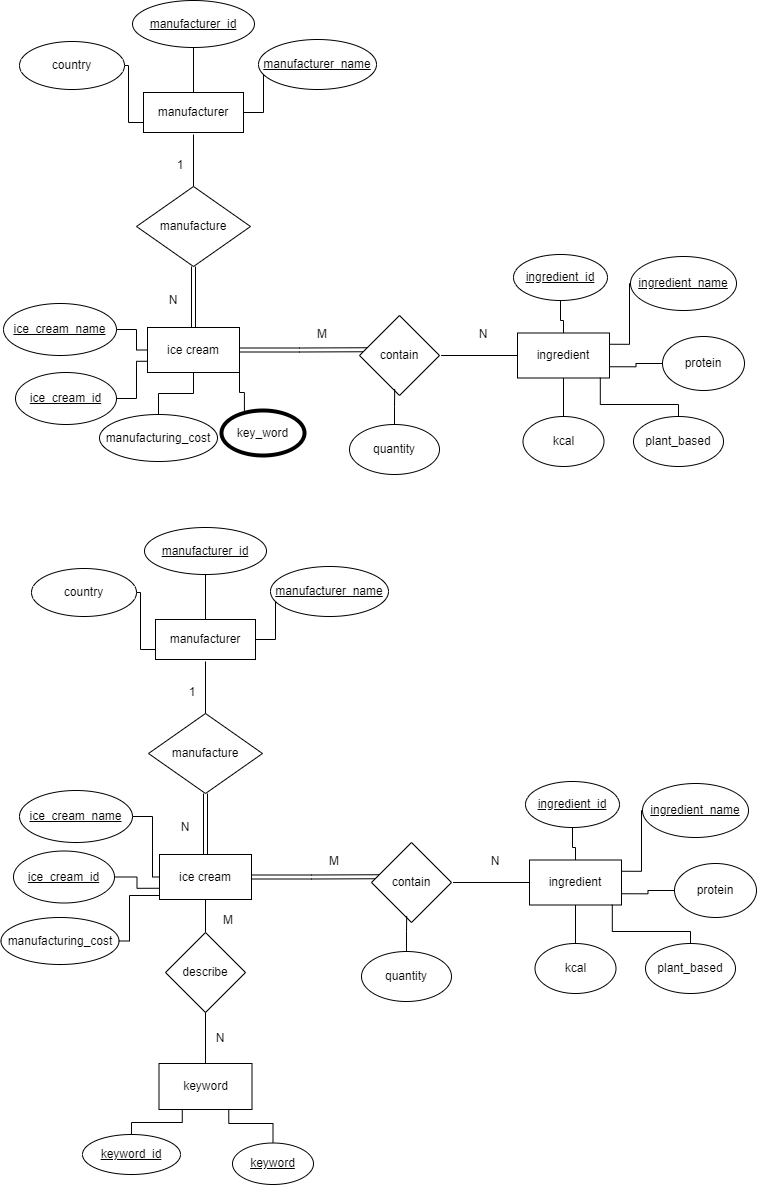 manufacturer_id
country
manufacturer_name
manufacturer
1
manufacture
N
ingredient_id
ingredient_name
ice_cream_name
ice cream
M
contain
N
ingredient
protein
ice_cream_id
manufacturing_cost
key_word
quantity
kcal
plant_based
manufacturer_id
country
manufacturer_name
manufacturer
1
manufacture
N
ingredient_id
ingredient_name
ice_cream_name
ice cream
M
contain
N
ingredient
protein
ice_cream_id
manufacturing_cost
M
describe
quantity
kcal
plant_based
N
keyword
keyword_id
keyword